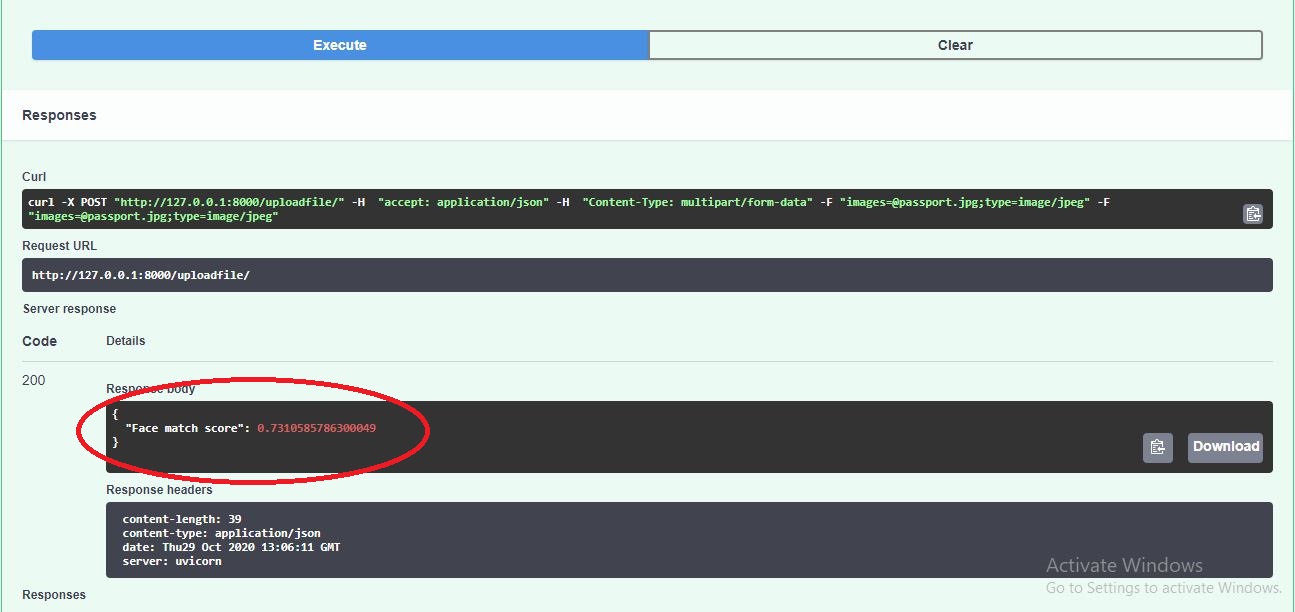 Execute
Clear
Responses
Curl
curl -X POST "http://127.0.0.1:8000/uploadfile/" -H  "accept: application/json" -H  "Content-Type: multipart/form-data" -F "images=@passport.jpg;type=image/jpeg" -F
"images=@passport.jpg;type=image/jpeg"
Request URL
http://127.0.0.1:8000/uploadfile/
Server response
Code
Details
200
Response body
{
"Face match score": 0.7310585786300049
}
Download
Response headers
content-length: 39
content-type: application/json
date: Thu29 Oct 2020 13:06:11 GMT
server: uvicorn
Activate Windows
Go to Settings to activate Windows.
Responses